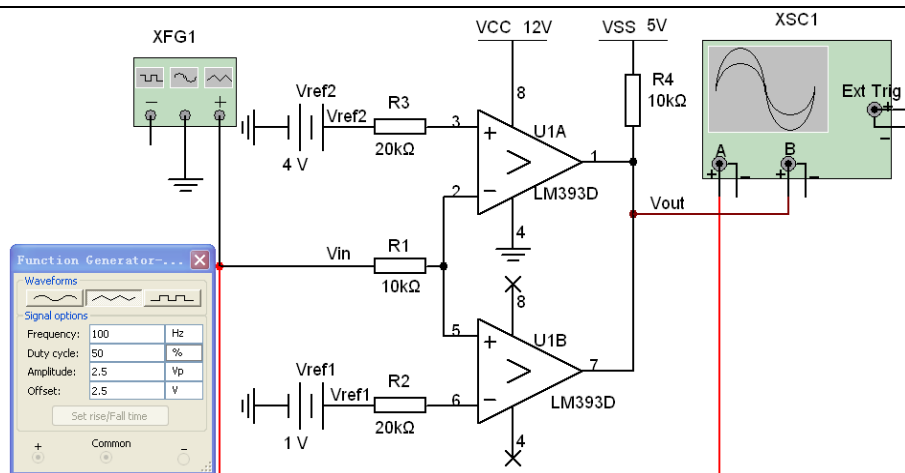 XFG1
VCC 12V
VSS 5V
XSC1
Vref2
Vref2
R3
8
R4
10kΩ
Ext Trig
+
−
3
U1A
1
4 V
20kΩ
LM393D
2
A
B
4
Vout
Vin
R1
10kΩ
8
5
U1B
7
Vref1
Vref1
R2
6
LM393D
1 V
20kΩ
4
Function Generator-...
Waveforms
Signal options
Frequency: 100 Hz
Duty cycle: 50 %
Amplitude: 2.5 Vp
Offset: 2.5 V
Set rise/Fall time
+ Common −